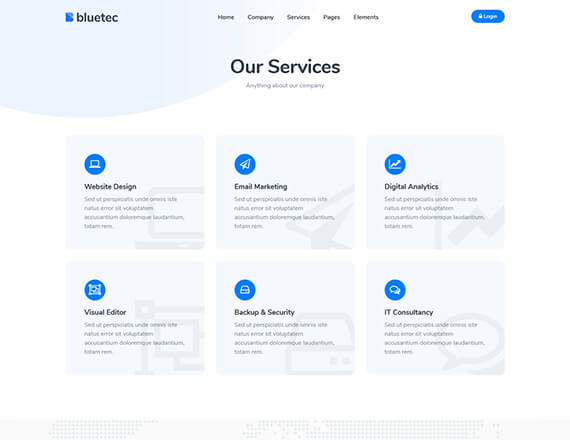 bluetec
Home Company Services Pages Elements
Login
Our Services
Anything about our company
Website Design
Sed ut perspiciatis unde omnis iste
natus error sit voluptatem
accusantium doloremque laudantium,
totam rem.
Email Marketing
Sed ut perspiciatis unde omnis iste
natus error sit voluptatem
accusantium doloremque laudantium,
totam rem.
Digital Analytics
Sed ut perspiciatis unde omnis iste
natus error sit voluptatem
accusantium doloremque laudantium,
totam rem.
Visual Editor
Sed ut perspiciatis unde omnis iste
natus error sit voluptatem
accusantium doloremque laudantium,
totam rem.
Backup & Security
Sed ut perspiciatis unde omnis iste
natus error sit voluptatem
accusantium doloremque laudantium,
totam rem.
IT Consultancy
Sed ut perspiciatis unde omnis iste
natus error sit voluptatem
accusantium doloremque laudantium,
totam rem.